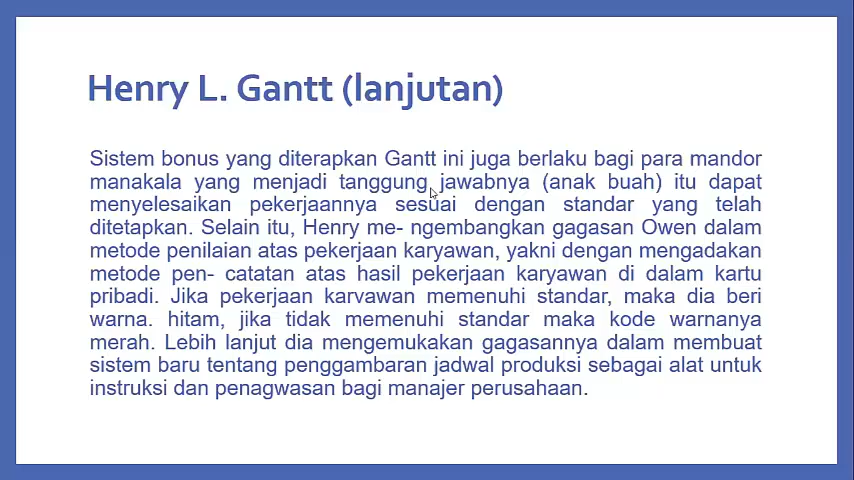 Henry L. Gantt (lanjutan)
Sistem bonus yang diterapkan Gantt ini juga berlaku bagi para mandor
manakala yang menjadi tanggung jawabnya (anak buah) itu dapat
menyelesaikan pekerjaannya sesuai dengan standar yang telah
ditetapkan. Selain itu, Henry me- ngembangkan gagasan Owen dalam
metode penilaian atas pekerjaan karyawan, yakni dengan mengadakan
metode pen- catatan atas hasil pekerjaan karyawan di dalam kartu
pribadi. Jika pekerjaan karvawan memenuhi standar, maka dia beri
warna. hitam, jika tidak memenuhi standar maka kode warnanya
merah. Lebih lanjut dia mengemukakan gagasannya dalam membuat
sistem baru tentang penggambaran jadwal produksi sebagai alat untuk
instruksi dan penagwasan bagi manajer perusahaan.